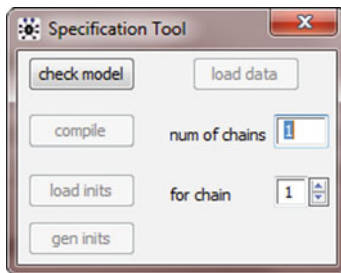 Specification Tool
check model
load data
compile
num of chains 1
load inits
for chain 1
gen inits